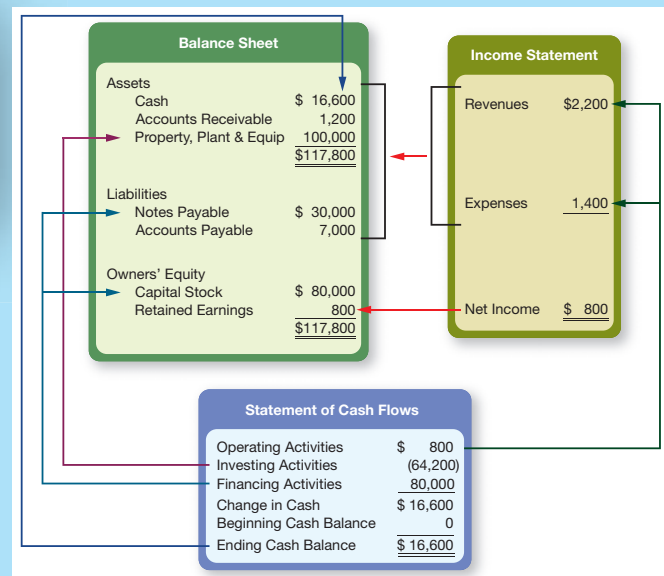 Balance Sheet
Assets
Cash $ 16,600
Accounts Receivable 1,200
Property, Plant & Equip 100,000
$117,800
Liabilities
Notes Payable $ 30,000
Accounts Payable 7,000
Owners' Equity
Capital Stock $ 80,000
Retained Earnings 800
$117,800
Income Statement
Revenues $2,200
Expenses 1,400
Net Income $ 800
Statement of Cash Flows
Operating Activities $ 800
Investing Activities (64,200)
Financing Activities 80,000
Change in Cash $ 16,600
Beginning Cash Balance 0
Ending Cash Balance $ 16,600